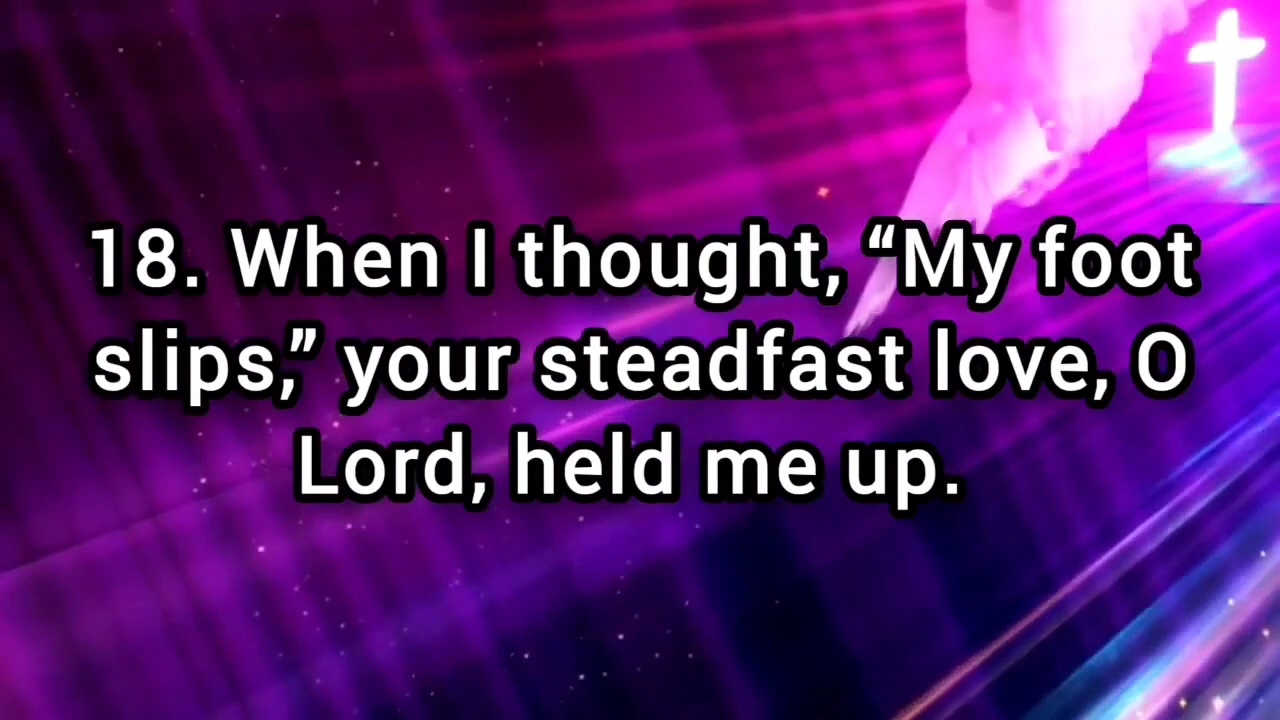 18. When I thought, “My foot
slips,” your steadfast love, O
Lord, held me up.